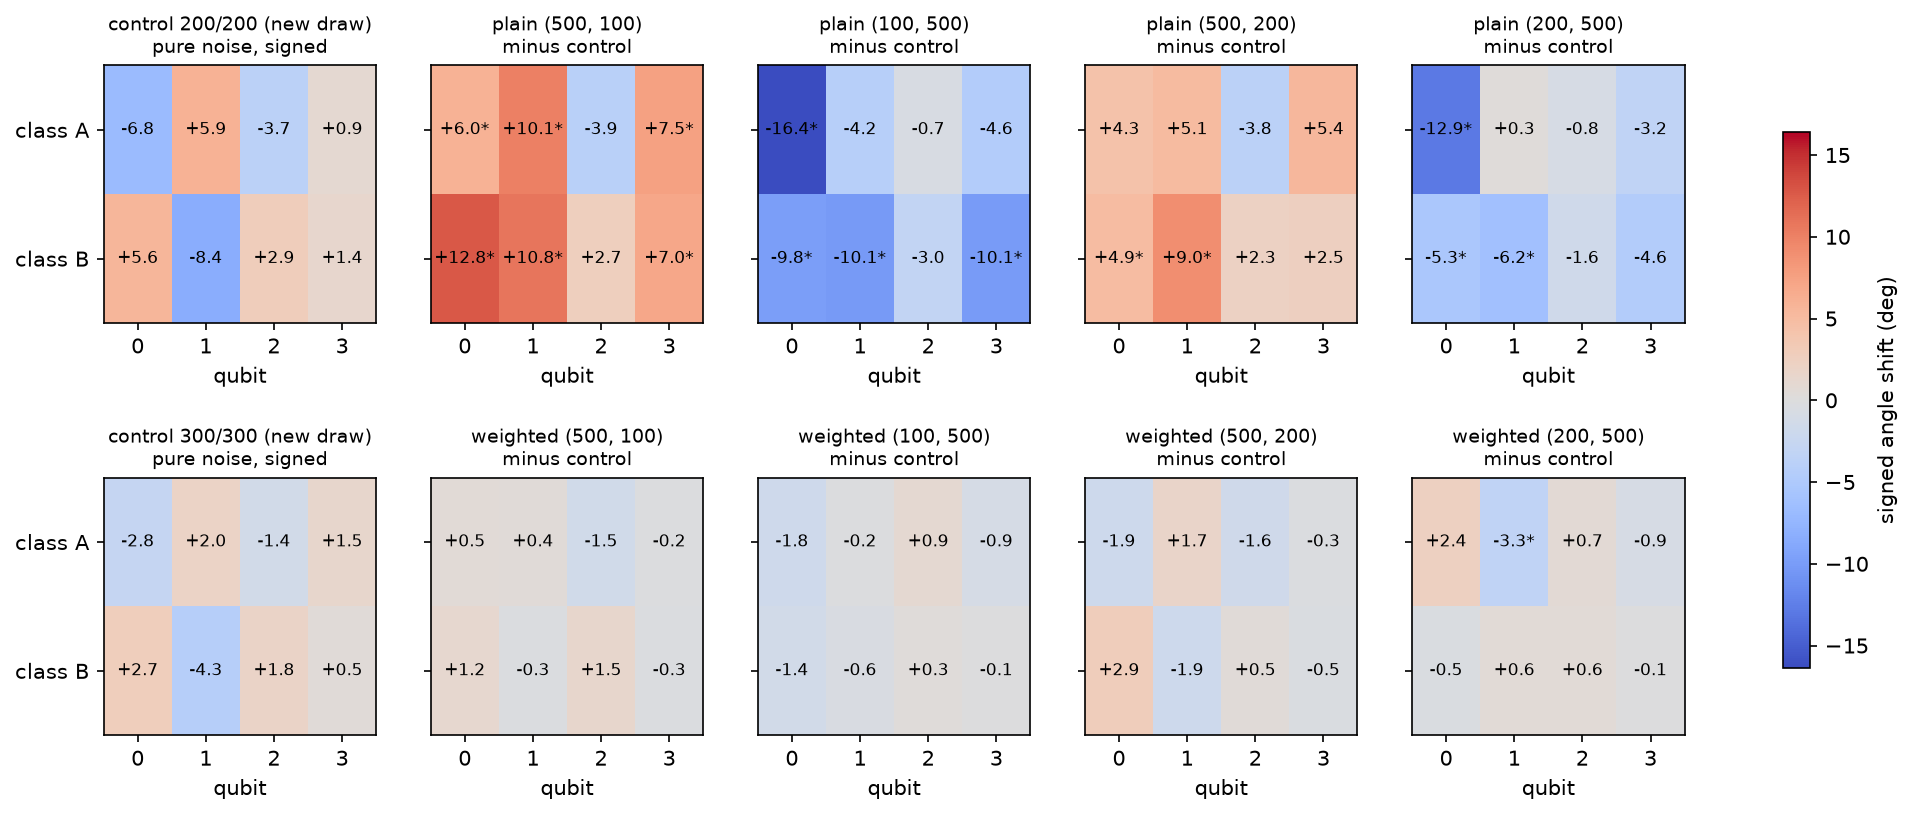 control 200/200 (new draw)
pure noise, signed
plain (500, 100)
minus control
plain (100, 500)
minus control
plain (500, 200)
minus control
plain (200, 500)
minus control
class A
-6.8 +5.9 -3.7 +0.9
+6.0* +10.1* -3.9 +7.5*
-16.4* -4.2 -0.7 -4.6
+4.3 +5.1 -3.8 +5.4
-12.9* +0.3 -0.8 -3.2
class B
+5.6 -8.4 +2.9 +1.4
+12.8* +10.8* +2.7 +7.0*
-9.8* -10.1* -3.0 -10.1*
+4.9* +9.0* +2.3 +2.5
-5.3* -6.2* -1.6 -4.6
0 1 2 3
qubit
0 1 2 3
qubit
0 1 2 3
qubit
0 1 2 3
qubit
0 1 2 3
qubit
control 300/300 (new draw)
pure noise, signed
weighted (500, 100)
minus control
weighted (100, 500)
minus control
weighted (500, 200)
minus control
weighted (200, 500)
minus control
class A
-2.8 +2.0 -1.4 +1.5
+0.5 +0.4 -1.5 -0.2
-1.8 -0.2 +0.9 -0.9
-1.9 +1.7 -1.6 -0.3
+2.4 -3.3* +0.7 -0.9
class B
+2.7 -4.3 +1.8 +0.5
+1.2 -0.3 +1.5 -0.3
-1.4 -0.6 +0.3 -0.1
+2.9 -1.9 +0.5 -0.5
-0.5 +0.6 +0.6 -0.1
0 1 2 3
qubit
0 1 2 3
qubit
0 1 2 3
qubit
0 1 2 3
qubit
0 1 2 3
qubit
15
10
5
0
−5
−10
−15
signed angle shift (deg)